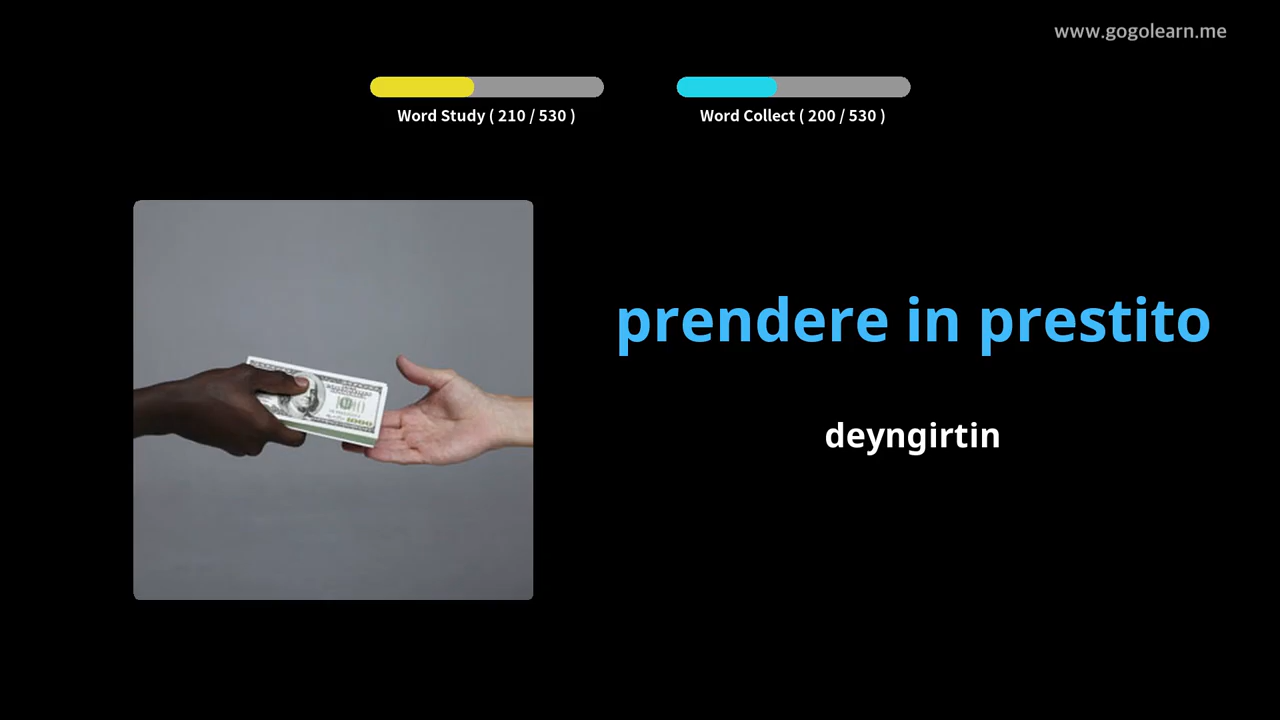 www.gogolearn.me
Word Study ( 210 / 530 )
Word Collect ( 200 / 530 )
prendere in prestito
deyngirtin